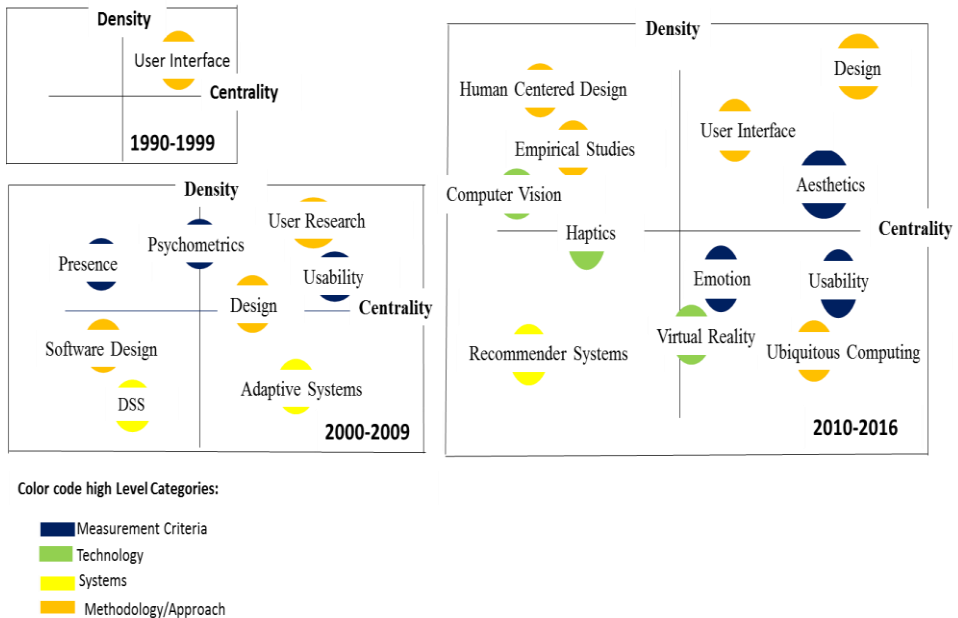 Density
User Interface
Centrality
1990-1999
Density
User Research
Psychometrics
Presence
Usability
Design
Centrality
Software Design
Adaptive Systems
DSS
2000-2009
Density
Design
Human Centered Design
User Interface
Empirical Studies
Aesthetics
Computer Vision
Centrality
Haptics
Emotion
Usability
Virtual Reality
Recommender Systems
Ubiquitous Computing
2010-2016
Color code high Level Categories:
Measurement Criteria
Technology
Systems
Methodology/Approach